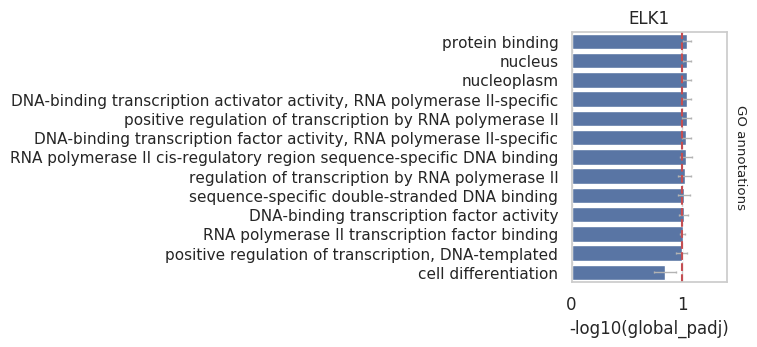 ELK1
protein binding
nucleus
nucleoplasm
DNA-binding transcription activator activity, RNA polymerase II-specific
positive regulation of transcription by RNA polymerase II
DNA-binding transcription factor activity, RNA polymerase II-specific
RNA polymerase II cis-regulatory region sequence-specific DNA binding
regulation of transcription by RNA polymerase II
sequence-specific double-stranded DNA binding
DNA-binding transcription factor activity
RNA polymerase II transcription factor binding
positive regulation of transcription, DNA-templated
cell differentiation
GO annotations
0 1
-log10(global_padj)